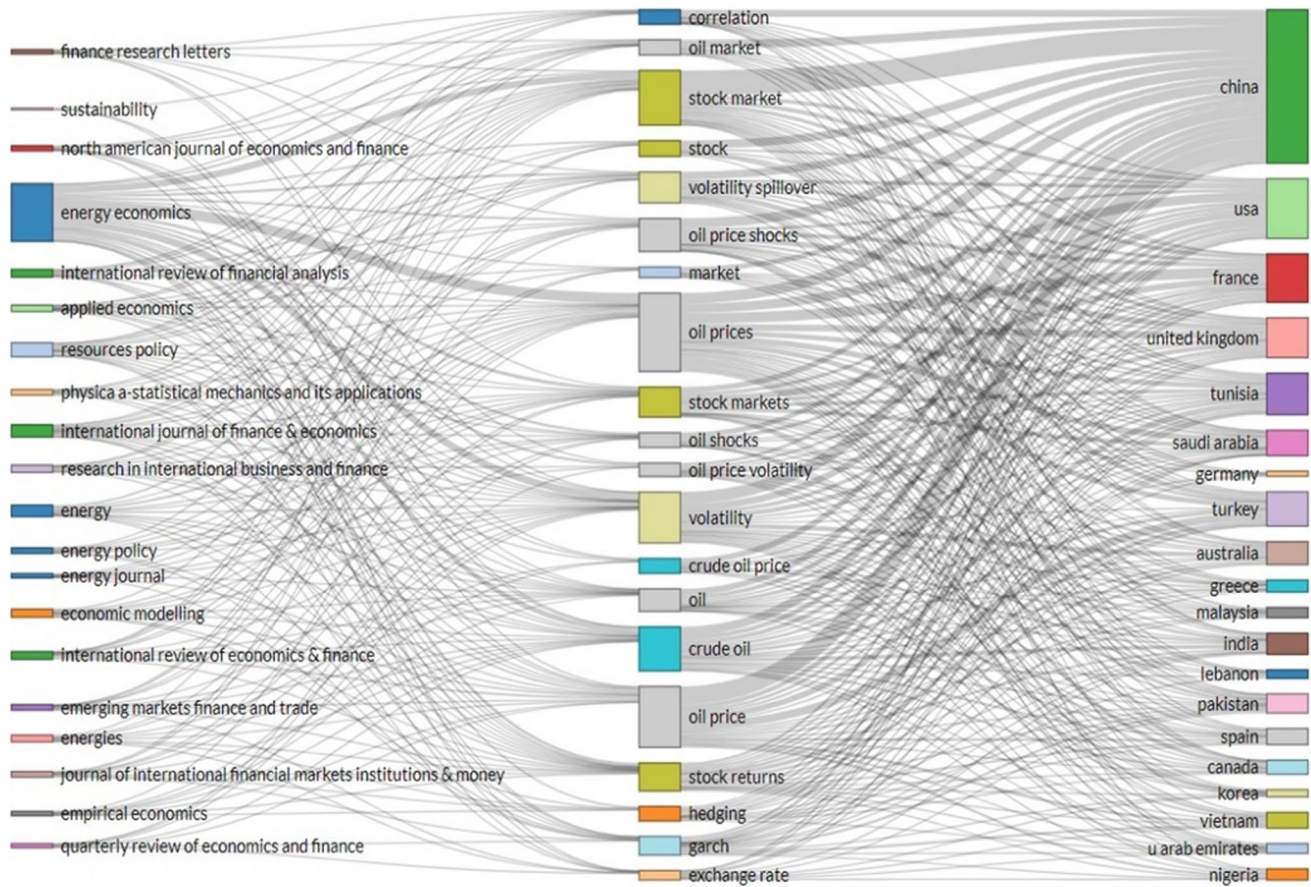 finance research letters
sustainability
north american journal of economics and finance
energy economics
international review of financial analysis
applied economics
resources policy
physica a-statistical mechanics and its applications
international journal of finance & economics
research in international business and finance
energy
energy policy
energy journal
economic modelling
international review of economics & finance
emerging markets finance and trade
energies
journal of international financial markets institutions & money
empirical economics
quarterly review of economics and finance
correlation
oil market
stock market
stock
volatility spillover
oil price shocks
market
oil prices
stock markets
oil shocks
oil price volatility
volatility
crude oil price
oil
crude oil
oil price
stock returns
hedging
garch
exchange rate
china
usa
france
united kingdom
tunisia
saudi arabia
germany
turkey
australia
greece
malaysia
india
lebanon
pakistan
spain
canada
korea
vietnam
u arab emirates
nigeria